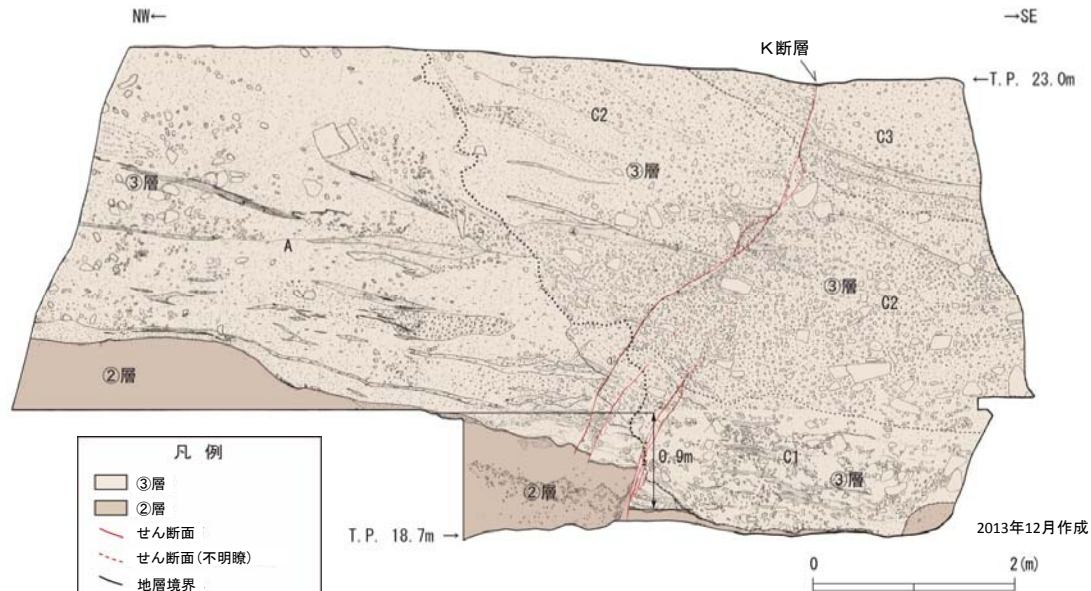 NW←
→SE
K断層
←T.P. 23.0m
C2
C3
③層
③層
A
③層
C2
②層
0.9m
C1
③層
②層
凡 例
③層
②層
せん断面
せん断面(不明瞭)
地層境界
T.P. 18.7m→
2013年12月作成
0 2(m)